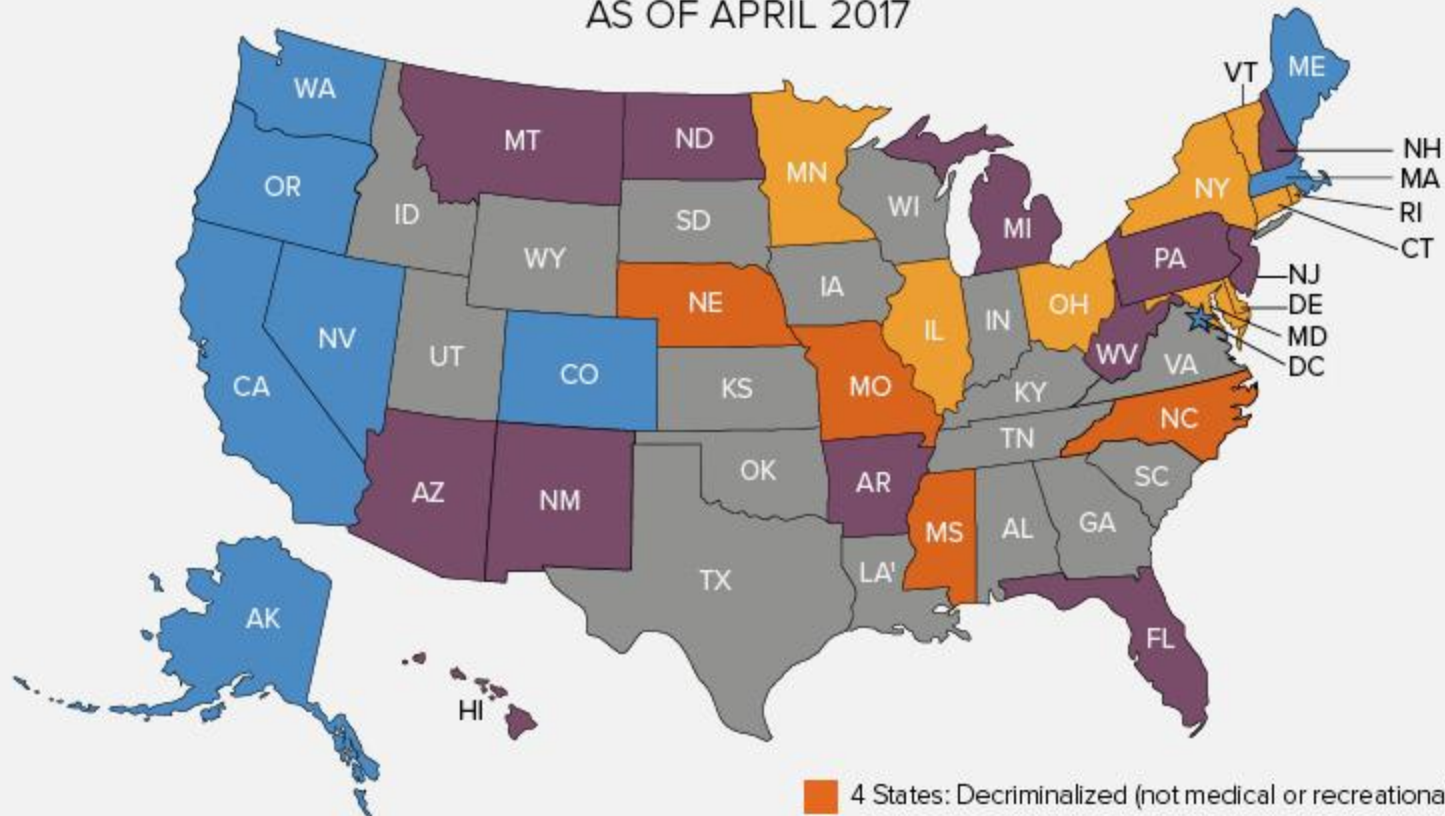 AS OF APRIL 2017
WA
MT
ND
MN
VT
ME
OR
ID
SD
WI
NY
NH
MA
RI
CT
WY
MI
PA
NJ
DE
MD
DC
NE
IA
IL
IN
OH
NV
UT
CO
KS
MO
KY
WV
VA
CA
TN
NC
AZ
NM
OK
AR
SC
MS
AL
GA
TX
LA'
AK
FL
HI
4 States: Decriminalized (not medical or recreationa